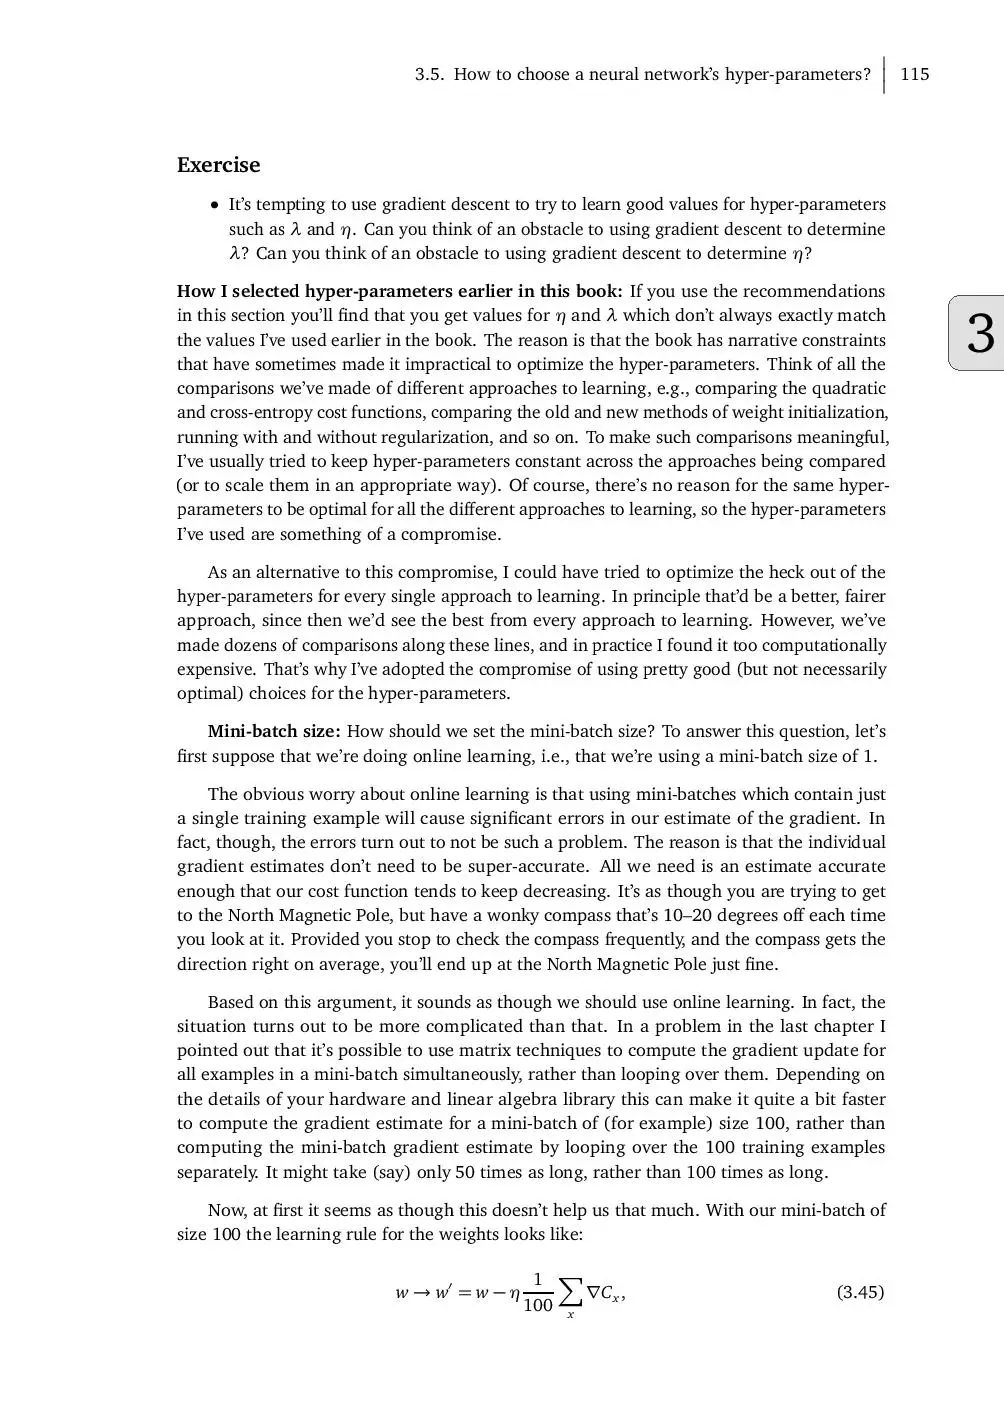 3.5. How to choose a neural network's hyper-parameters? 115
Exercise
• It's tempting to use gradient descent to try to learn good values for hyper-parameters
such as λ and η. Can you think of an obstacle to using gradient descent to determine
λ? Can you think of an obstacle to using gradient descent to determine η?
How I selected hyper-parameters earlier in this book: If you use the recommendations
in this section you'll find that you get values for η and λ which don't always exactly match
the values I've used earlier in the book. The reason is that the book has narrative constraints
that have sometimes made it impractical to optimize the hyper-parameters. Think of all the
comparisons we've made of different approaches to learning, e.g., comparing the quadratic
and cross-entropy cost functions, comparing the old and new methods of weight initialization,
running with and without regularization, and so on. To make such comparisons meaningful,
I've usually tried to keep hyper-parameters constant across the approaches being compared
(or to scale them in an appropriate way). Of course, there's no reason for the same hyper-
parameters to be optimal for all the different approaches to learning, so the hyper-parameters
I've used are something of a compromise.
As an alternative to this compromise, I could have tried to optimize the heck out of the
hyper-parameters for every single approach to learning. In principle that'd be a better, fairer
approach, since then we'd see the best from every approach to learning. However, we've
made dozens of comparisons along these lines, and in practice I found it too computationally
expensive. That's why I've adopted the compromise of using pretty good (but not necessarily
optimal) choices for the hyper-parameters.
Mini-batch size: How should we set the mini-batch size? To answer this question, let's
first suppose that we're doing online learning, i.e., that we're using a mini-batch size of 1.
The obvious worry about online learning is that using mini-batches which contain just
a single training example will cause significant errors in our estimate of the gradient. In
fact, though, the errors turn out to not be such a problem. The reason is that the individual
gradient estimates don't need to be super-accurate. All we need is an estimate accurate
enough that our cost function tends to keep decreasing. It's as though you are trying to get
to the North Magnetic Pole, but have a wonky compass that's 10–20 degrees off each time
you look at it. Provided you stop to check the compass frequently, and the compass gets the
direction right on average, you'll end up at the North Magnetic Pole just fine.
Based on this argument, it sounds as though we should use online learning. In fact, the
situation turns out to be more complicated than that. In a problem in the last chapter I
pointed out that it's possible to use matrix techniques to compute the gradient update for
all examples in a mini-batch simultaneously, rather than looping over them. Depending on
the details of your hardware and linear algebra library this can make it quite a bit faster
to compute the gradient estimate for a mini-batch of (for example) size 100, rather than
computing the mini-batch gradient estimate by looping over the 100 training examples
separately. It might take (say) only 50 times as long, rather than 100 times as long.
Now, at first it seems as though this doesn't help us that much. With our mini-batch of
size 100 the learning rule for the weights looks like:
w → w′ = w − η 1/100 ∑x ∇Cx, (3.45)
3